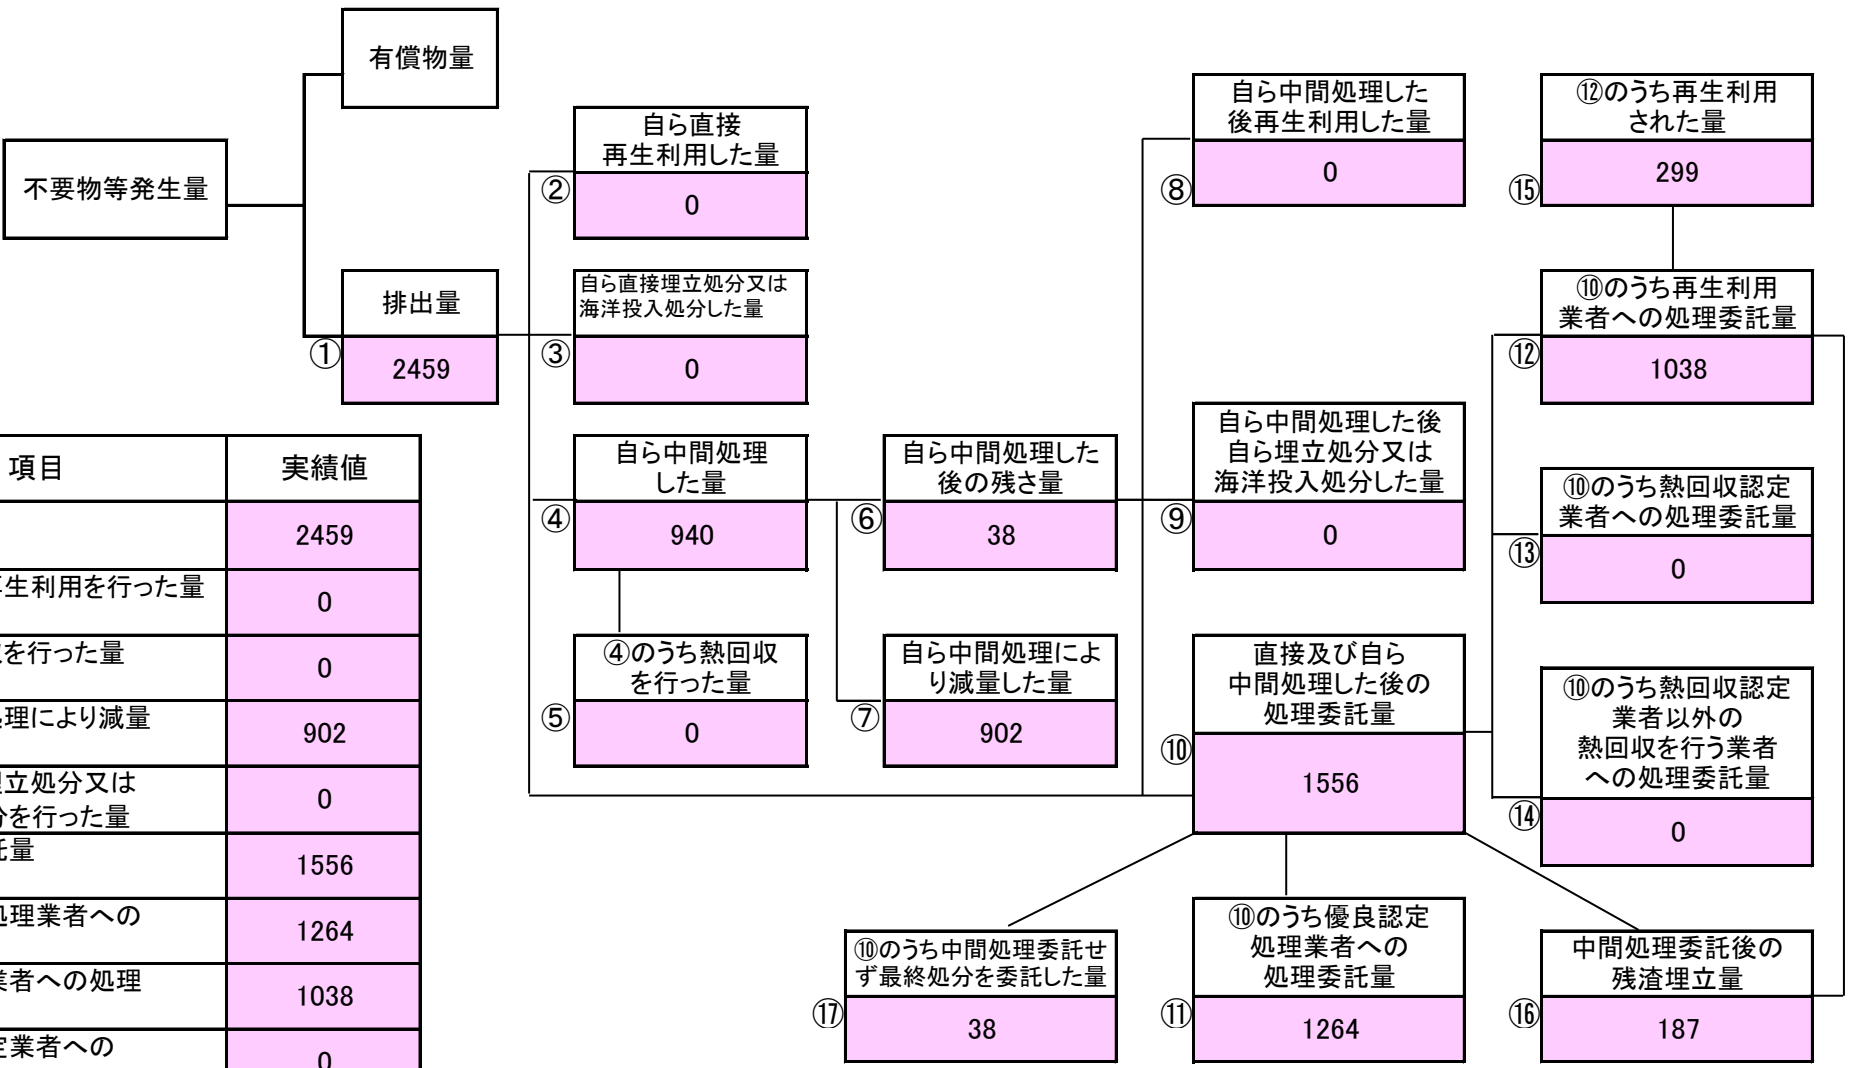 有償物量
不要物等発生量
排出量
①
2459
自ら直接
再生利用した量
②
0
自ら直接埋立処分又は
海洋投入処分した量
③
0
自ら中間処理
した量
④
940
④のうち熱回収
を行った量
⑤
0
自ら中間処理した
後の残さ量
⑥
38
自ら中間処理によ
り減量した量
⑦
902
自ら中間処理した
後再生利用した量
⑧
0
自ら中間処理した後
自ら埋立処分又は
海洋投入処分した量
⑨
0
直接及び自ら
中間処理した後の
処理委託量
⑩
1556
⑫のうち再生利用
された量
⑮
299
⑩のうち再生利用
業者への処理委託量
⑫
1038
⑩のうち熱回収認定
業者への処理委託量
⑬
0
⑩のうち熱回収認定
業者以外の
熱回収を行う業者
への処理委託量
⑭
0
⑩のうち中間処理委託せ
ず最終処分を委託した量
⑰
38
⑩のうち優良認定
処理業者への
処理委託量
⑪
1264
中間処理委託後の
残渣埋立量
⑯
187
項目 実績値
2459
生利用を行った量
0
を行った量
0
理により減量
902
立処分又は
を行った量
0
量
1556
処理業者への
1264
業者への処理
1038
定業者への
0